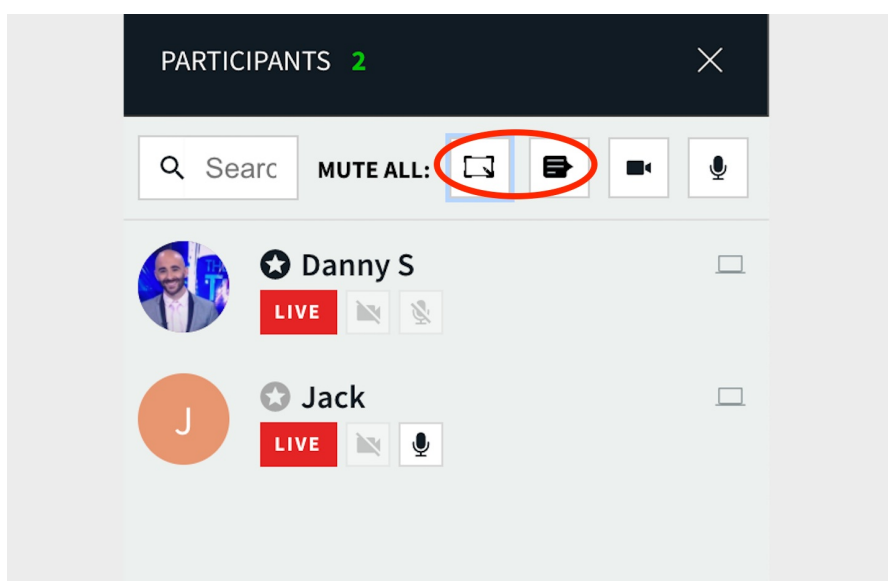 PARTICIPANTS 2
Searc MUTE ALL:
Danny S
LIVE
J
Jack
LIVE